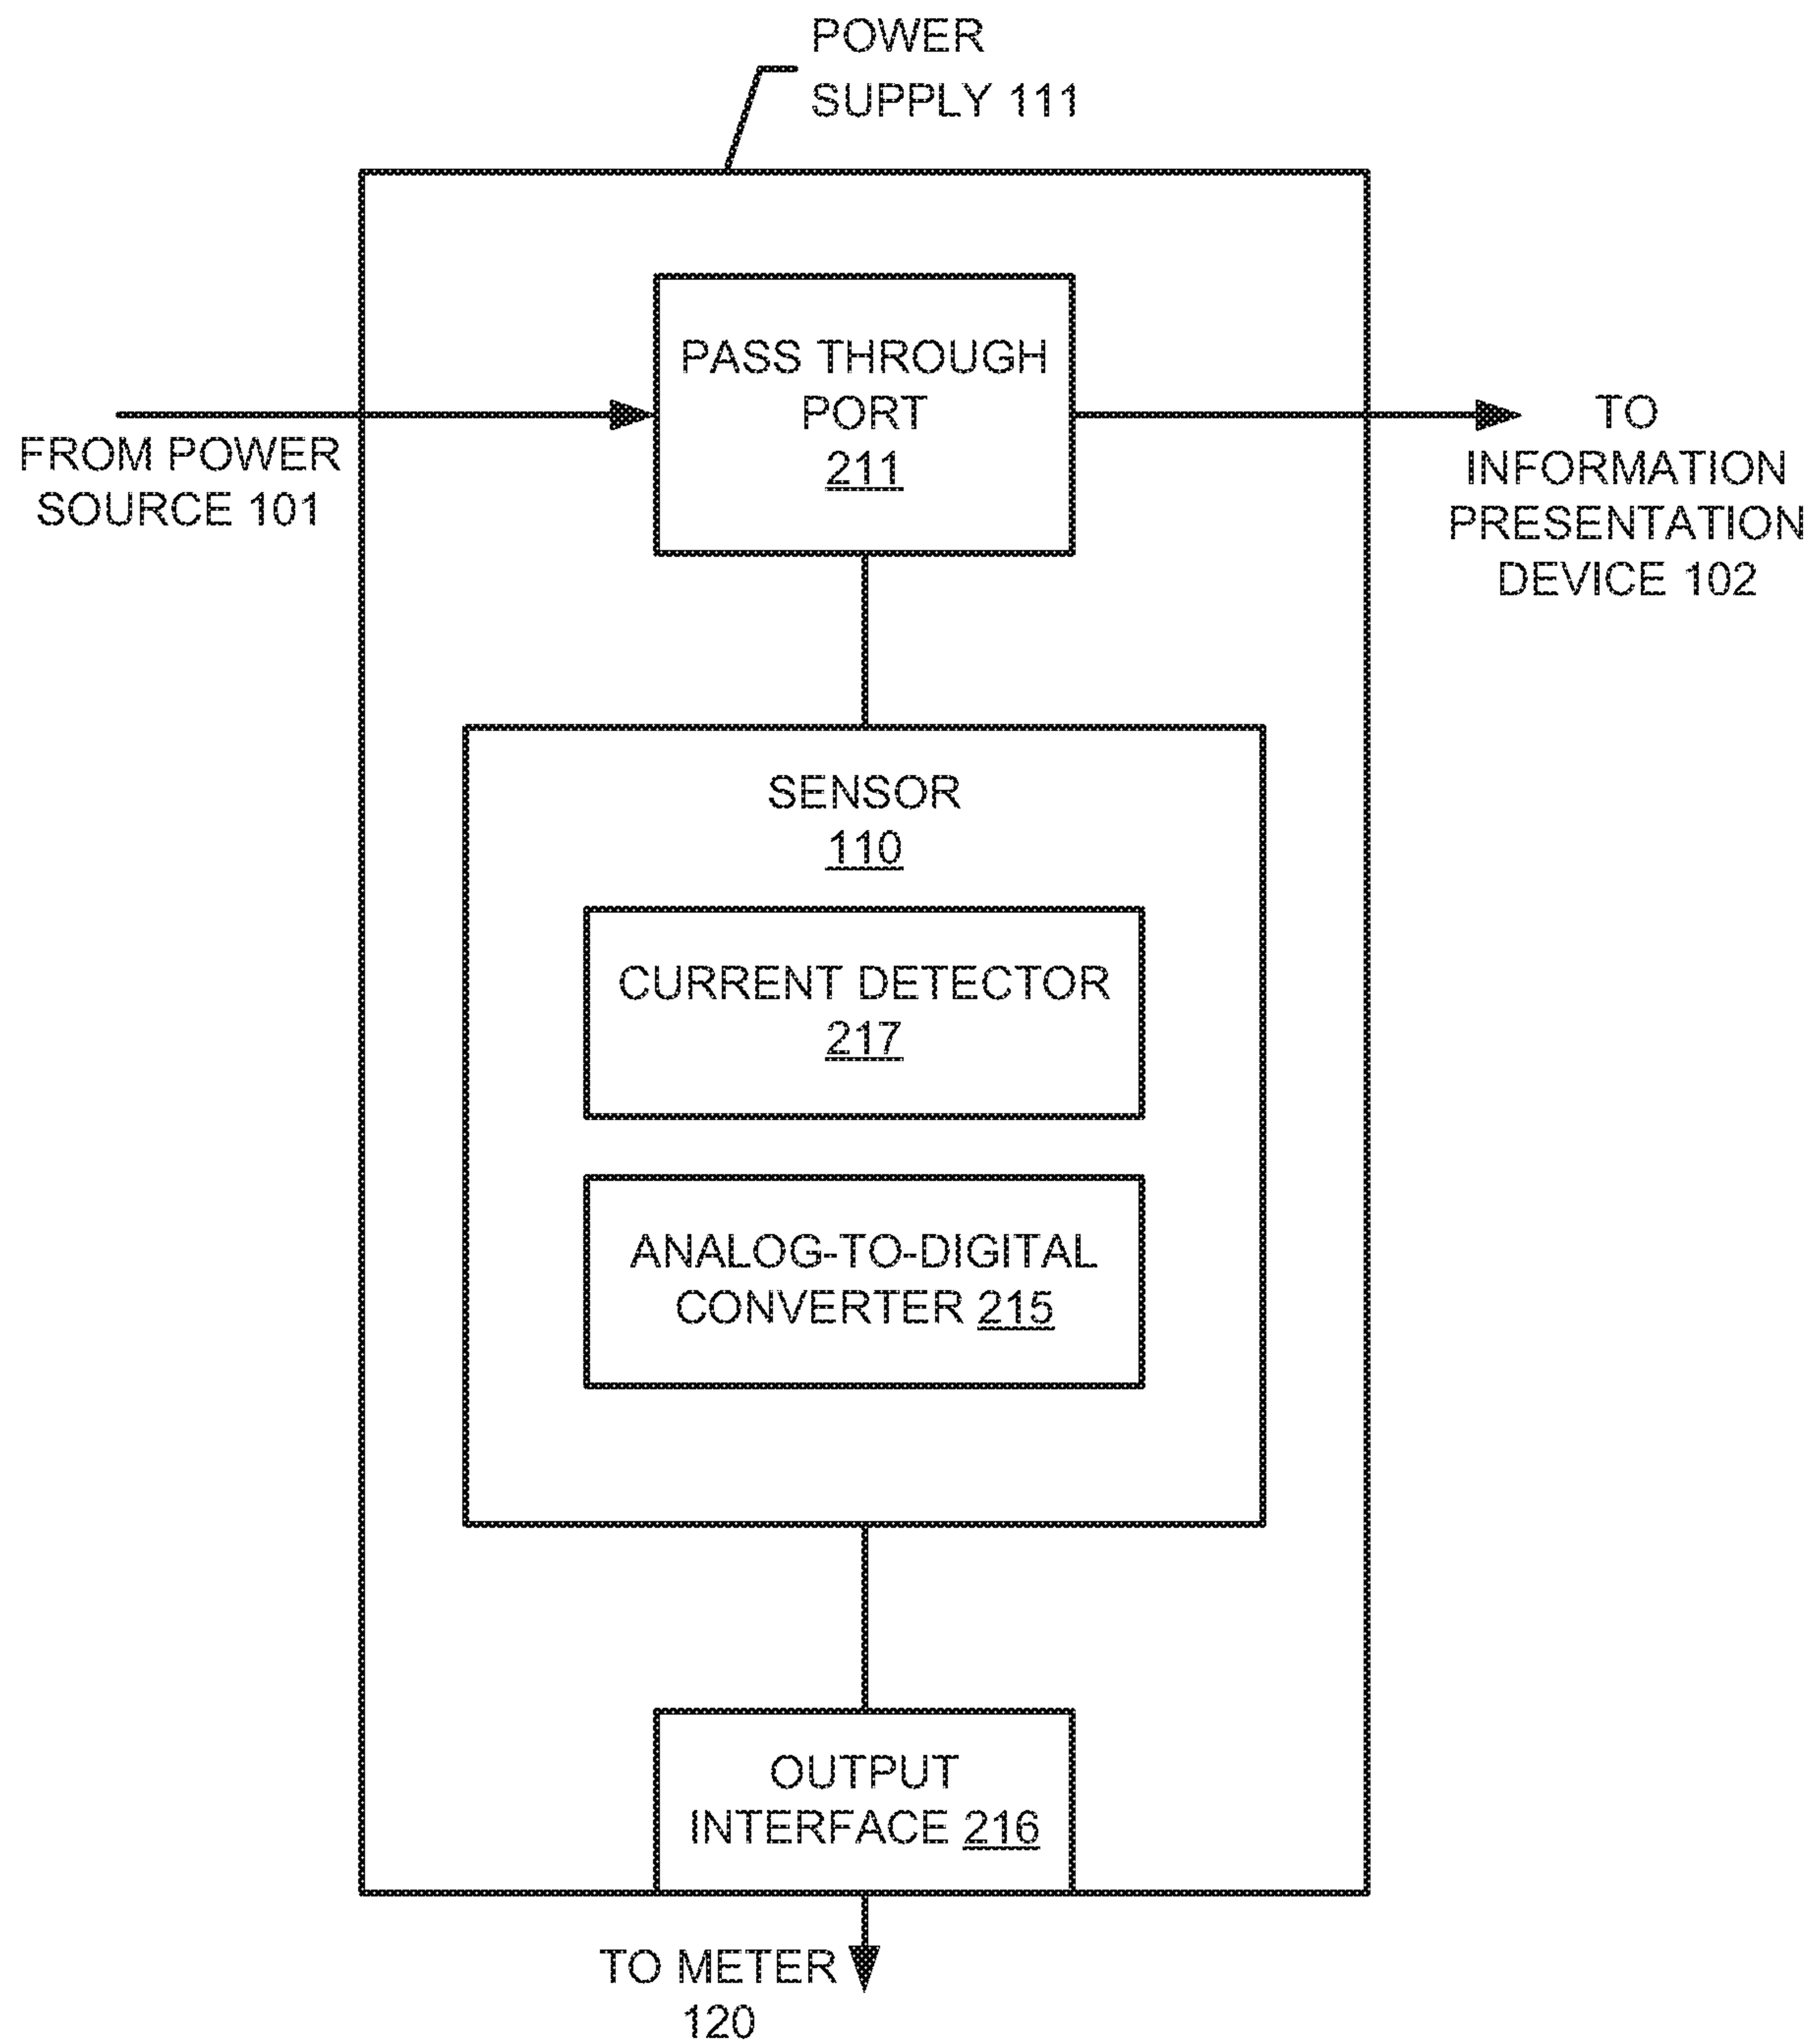 POWER
SUPPLY 111
PASS THROUGH
PORT
211
FROM POWER
SOURCE 101
TO
INFORMATION
PRESENTATION
DEVICE 102
SENSOR
110
CURRENT DETECTOR
217
ANALOG-TO-DIGITAL
CONVERTER 215
OUTPUT
INTERFACE 216
TO METER
120